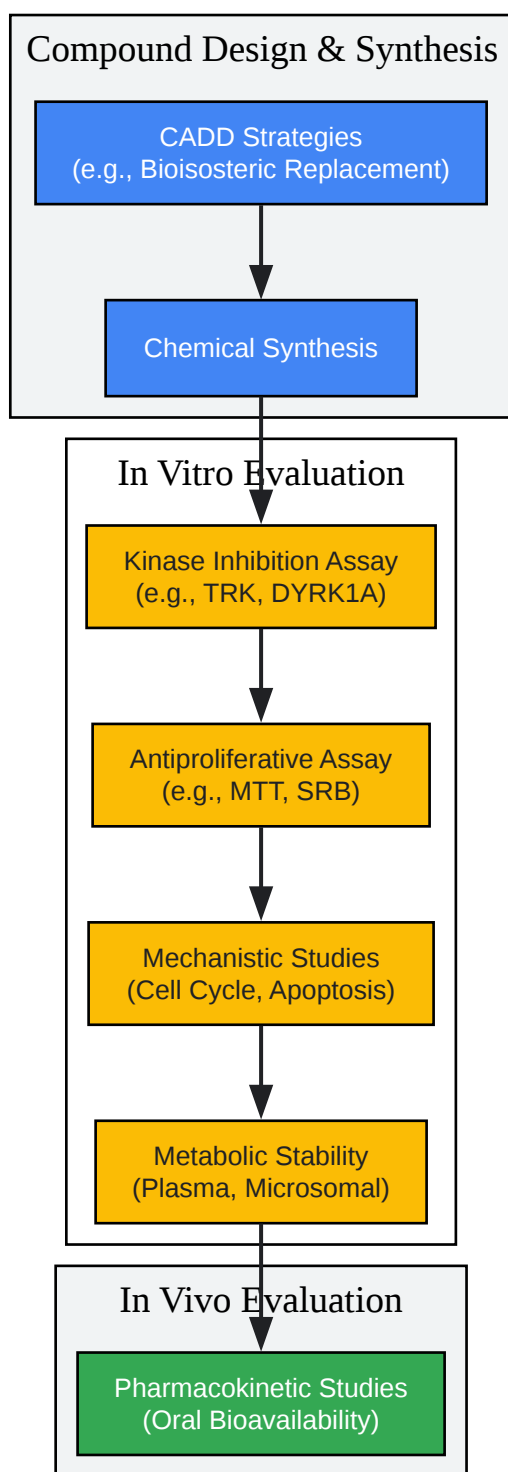 Compound Design & Synthesis
CADD Strategies
(e.g., Bioisosteric Replacement)
Chemical Synthesis
In Vitro Evaluation
Kinase Inhibition Assay
(e.g., TRK, DYRK1A)
Antiproliferative Assay
(e.g., MTT, SRB)
Mechanistic Studies
(Cell Cycle, Apoptosis)
Metabolic Stability
(Plasma, Microsomal)
In Vivo Evaluation
Pharmacokinetic Studies
(Oral Bioavailability)